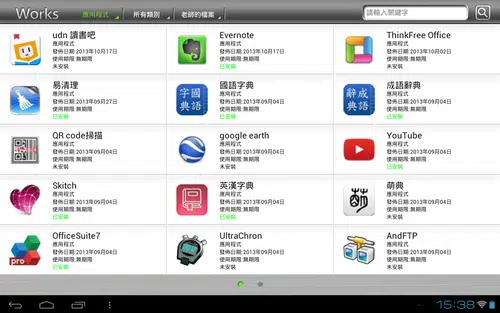 Works 應用程式 所有類別 老師的檔案 請輸入關鍵字
udn 讀書吧
應用程式
發佈日期:2013年10月17日
使用期限:無期限
未安裝
Evernote
應用程式
發佈日期:2013年10月02日
使用期限:無期限
已安裝
ThinkFree Office
應用程式
發佈日期:2013年10月02日
使用期限:無期限
未安裝
易清理
應用程式
發佈日期:2013年09月27日
使用期限:無期限
已安裝
字國
典語
國語字典
應用程式
發佈日期:2013年09月04日
使用期限:無期限
已安裝
辭成
典語
成語辭典
應用程式
發佈日期:2013年09月04日
使用期限:無期限
已安裝
QR code掃描
應用程式
發佈日期:2013年09月04日
使用期限:無期限
未安裝
google earth
應用程式
發佈日期:2013年09月04日
使用期限:無期限
未安裝
YouTube
應用程式
發佈日期:2013年09月04日
使用期限:無期限
已安裝
Skitch
應用程式
發佈日期:2013年09月04日
使用期限:無期限
已安裝
英漢字典
應用程式
發佈日期:2013年09月04日
使用期限:無期限
已安裝
萌
萌典
應用程式
發佈日期:2013年09月04日
使用期限:無期限
未安裝
pro
OfficeSuite7
應用程式
發佈日期:2013年09月04日
使用期限:無期限
已安裝
UltraChron
應用程式
發佈日期:2013年09月04日
使用期限:無期限
未安裝
AndFTP
應用程式
發佈日期:2013年09月04日
使用期限:無期限
未安裝
15:38